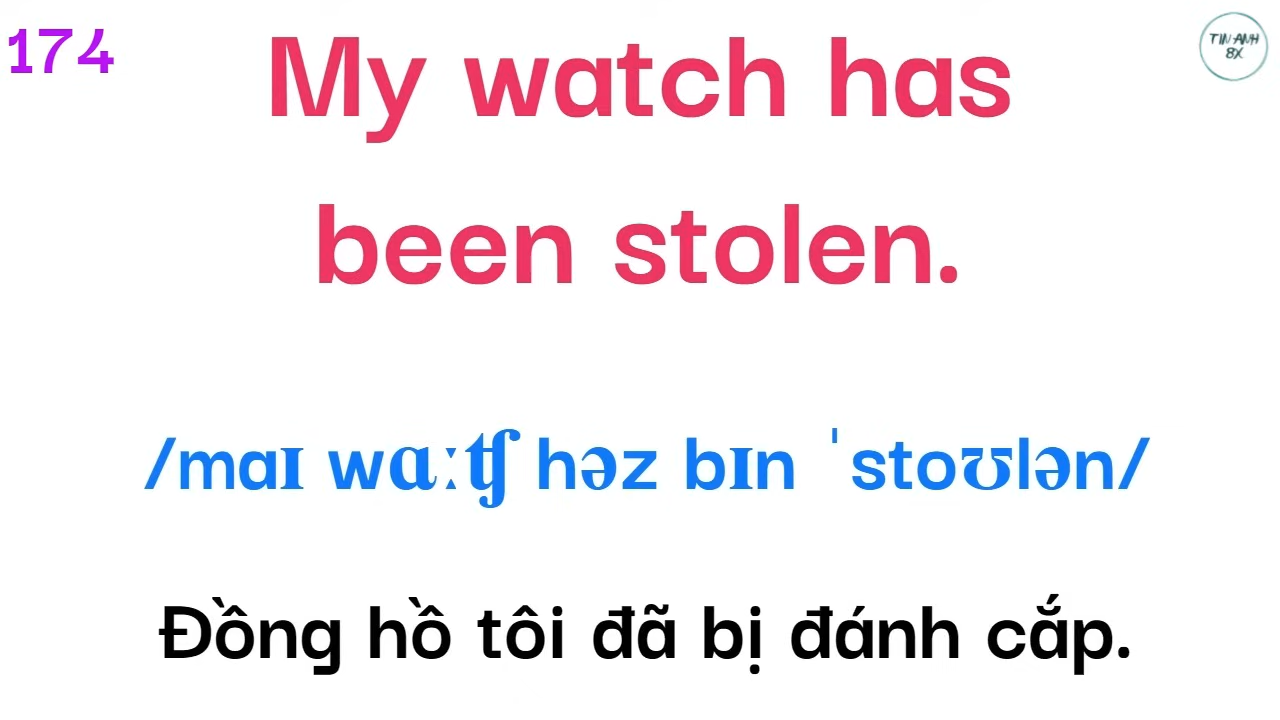 174
TIN ANH
8X
My watch has
been stolen.
/maɪ wɑːʧ həz bɪn ˈstoʊlən/
Đồng hồ tôi đã bị đánh cắp.